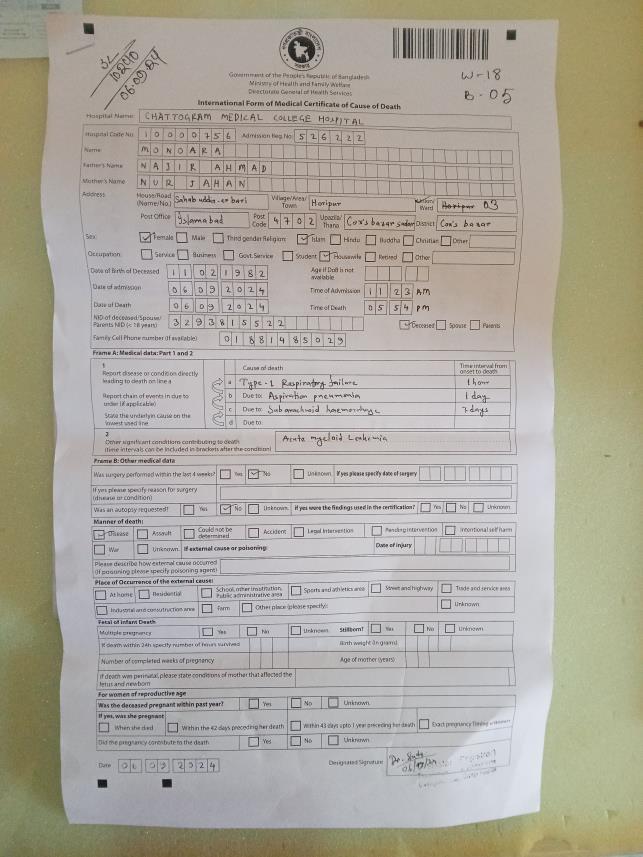 06.09.24
W-18
B-05
Government of the People's Republic of Bangladesh
Ministry of Health and Family Welfare
Directorate General of Health Services
International Form of Medical Certificate of Cause of Death
Hospital Name: CHATTOGRAM MEDICAL COLLEGE HOSPITAL
Hospital Code No. 10000756 Admission Reg. No: 526222
Name MONOARA
Father's Name NAJIR AHMAD
Mother's Name NUR JAHAN
Address House/Road (Name/No.) Village/Area/Town Horipur Ward Horipur 03
Post Office Islamabad Post Code 4702 Upazila/Thana Cox's bazar sadar District Cox's bazar
Sex: Female Male Third gender Religion: Islam Hindu Buddha Christian Other
Occupation: Service Business Govt. Service Student Housewife Retired Other
Date of Birth of Deceased 11021982 Age if DoB is not available
Date of admission 06092024 Time of Admission 1123 AM
Date of Death 06092024 Time of Death 0554 PM
NID of deceased/Spouse/Parents NID (< 18 years) 3293815522 Deceased Spouse Parents
Family Cell Phone number (if available) 01881485029
Frame A: Medical data: Part 1 and 2
1 Cause of death Time interval from onset to death
Report disease or condition directly leading to death on line a
a Type-1 Respiratory failure 1 hour
Report chain of events in due to order (if applicable)
b Due to: Aspiration pneumonia 1 day
State the underlying cause on the lowest used line
c Due to: Subarachnoid haemorrhage 7 days
d Due to:
2 Other significant conditions contributing to death (time intervals can be included in brackets after the condition) Acute myeloid Leukemia
Frame B: Other medical data
Was surgery performed within the last 4 weeks? Yes No Unknown If yes please specify date of surgery
If yes please specify reason for surgery (disease or condition)
Was an autopsy requested? Yes No Unknown If yes were the findings used in the certification? Yes No Unknown
Manner of death:
Disease Assault Could not be determined Accident Legal Intervention Pending intervention Intentional self harm
War Unknown If external cause or poisoning: Date of injury
Please describe how external cause occurred (If poisoning please specify poisoning agent)
Place of Occurrence of the external cause:
At home Residential School, other institution, Public administrative area Sports and athletics area Street and highway Trade and service area
Industrial and consutruction area Farm Other place (please specify): Unknown
Fetal of infant Death
Multiple pregnancy Yes No Unknown Stillborn? Yes No Unknown
If death within 24h specify number of hours survived Birth weight (in grams)
Number of completed weeks of pregnancy Age of mother (years)
If death was perinatal, please state conditions of mother that affected the fetus and newborn
For women of reproductive age
Was the deceased pregnant within past year? Yes No Unknown
If yes, was she pregnant
When she died Within the 42 days preceding her death Within 43 days upto 1 year preceding her death Exact pregnancy timing unknown
Did the pregnancy contribute to the death Yes No Unknown
Date 06 09 2024 Designated Signature